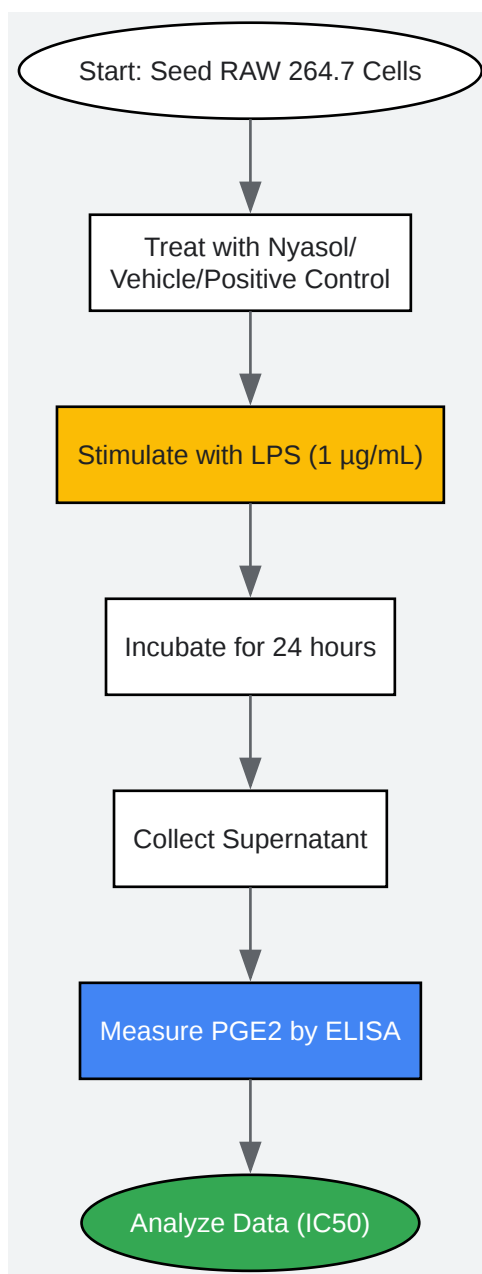 Start: Seed RAW 264.7 Cells
Treat with Nyasol/
Vehicle/Positive Control
Stimulate with LPS (1 µg/mL)
Incubate for 24 hours
Collect Supernatant
Measure PGE2 by ELISA
Analyze Data (IC50)